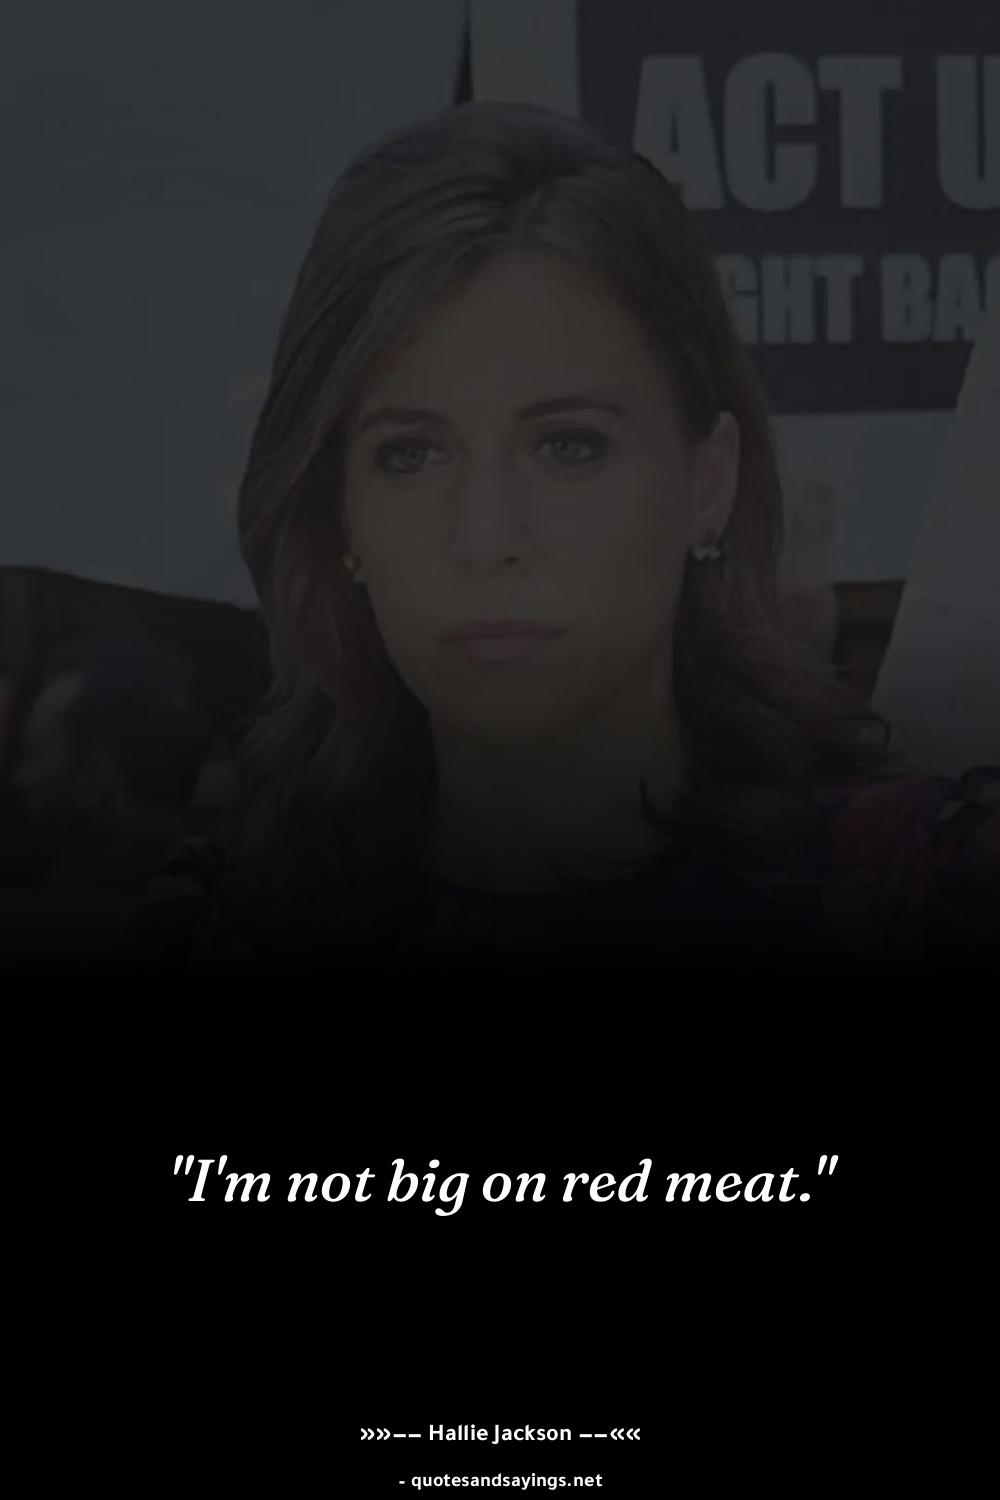 ACT U
GHT BA
"I'm not big on red meat."
»»−− Hallie Jackson −−««
- quotesandsayings.net